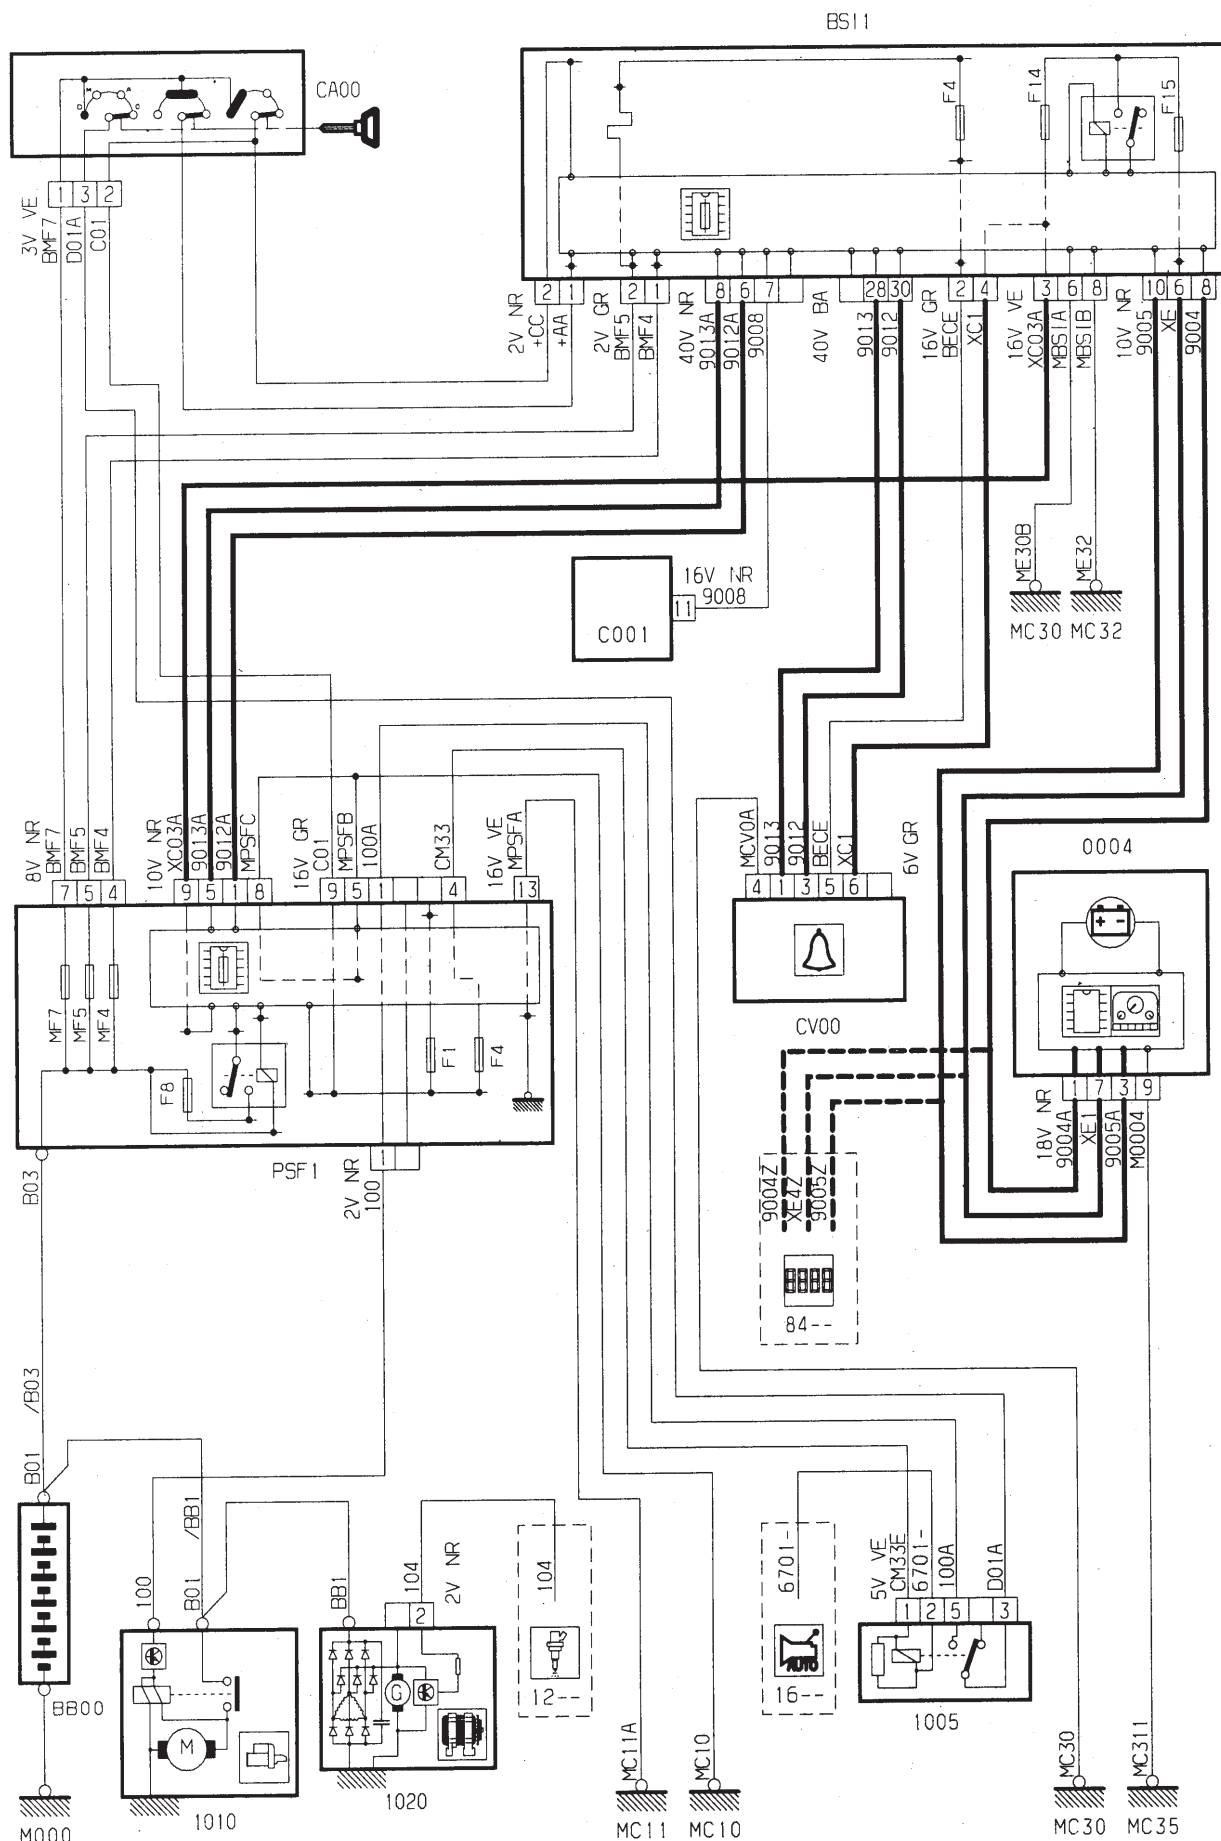 BSI1
CA00
M
A
D
C
F4
F14
F15
1 3 2
3V VE
BMF7
D01A
C01
2 1
2 1
8 6 7
28 30
2 4
3 6 8
10 6 8
2V NR
+CC
+AA
2V GR
BMF5
BMF4
40V NR
9013A
9012A
9008
40V BA
9013
9012
16V GR
BECE
XC1
16V VE
XC03A
MBS1A
MBS1B
10V NR
9005
XE
9004
ME30B
ME32
MC30 MC32
16V NR
9008
11
C001
8V NR
BMF7
BMF5
BMF4
10V NR
XC03A
9013A
9012A
MPSFC
16V GR
C01
MPSFB
100A
CM33
16V VE
MPSFA
7 5 4
9 5 1 8
9 5 1 4
13
MCV0A
9013
9012
BECE
XC1
6V GR
4 1 3 5 6
CV00
0004
+ -
MF7
MF5
MF4
F8
F1
F4
1 7 3 9
18V NR
9004A
XE1
9005A
M0004
B03
PSF1
2V NR
100
1
9004Z
XE4Z
9005Z
8888
84--
/B03
B01
/BB1
100
B01
BB1
104
2V NR
2
104
12--
6701-
AUTO
16--
5V VE
CM33E
6701-
100A
D01A
1 2 5 3
1005
BB00
M000
M
1010
G
1020
MC11A
MC11
MC10
MC10
MC30
MC30
MC311
MC35